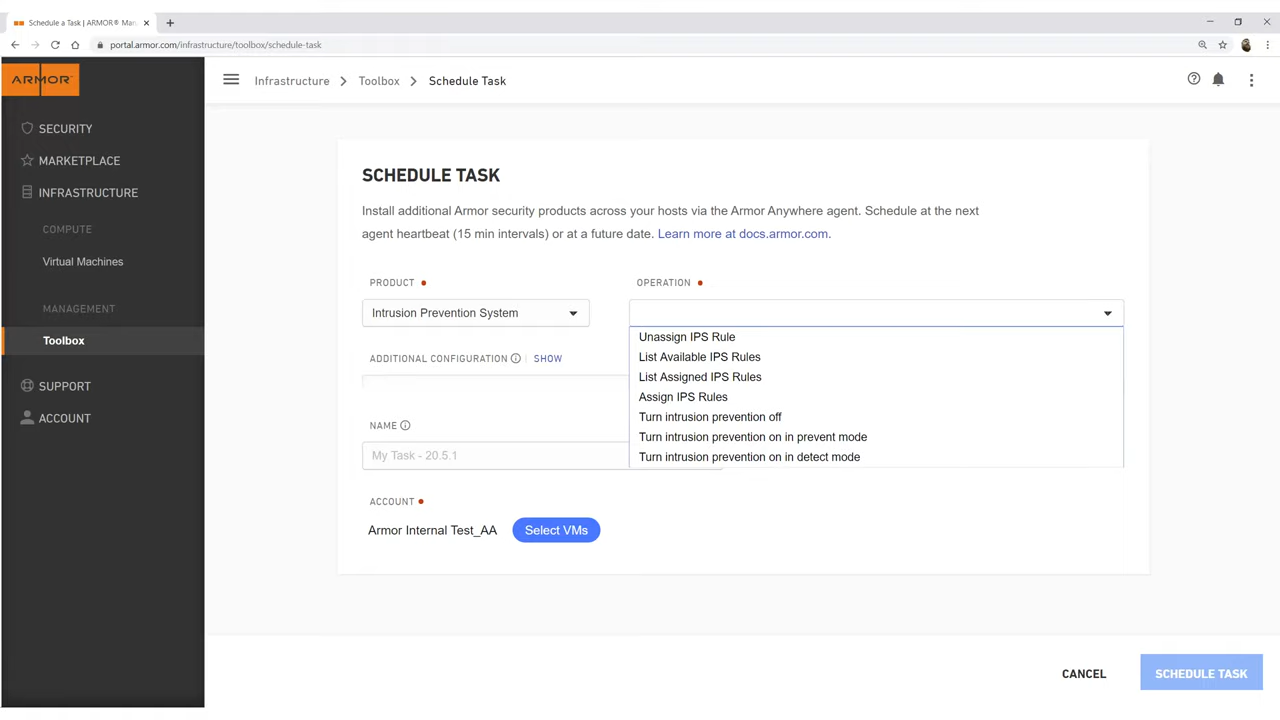 Schedule a Task | ARMOR® Man
portal.armor.com/infrastructure/toolbox/schedule-task
ARMOR
Infrastructure > Toolbox > Schedule Task
SECURITY
MARKETPLACE
INFRASTRUCTURE
COMPUTE
Virtual Machines
MANAGEMENT
Toolbox
SUPPORT
ACCOUNT
SCHEDULE TASK
Install additional Armor security products across your hosts via the Armor Anywhere agent. Schedule at the next
agent heartbeat (15 min intervals) or at a future date. Learn more at docs.armor.com.
PRODUCT
OPERATION
Intrusion Prevention System
Unassign IPS Rule
List Available IPS Rules
List Assigned IPS Rules
Assign IPS Rules
Turn intrusion prevention off
Turn intrusion prevention on in prevent mode
Turn intrusion prevention on in detect mode
ADDITIONAL CONFIGURATION | SHOW
NAME
My Task - 20.5.1
ACCOUNT
Armor Internal Test_AA Select VMs
CANCEL SCHEDULE TASK